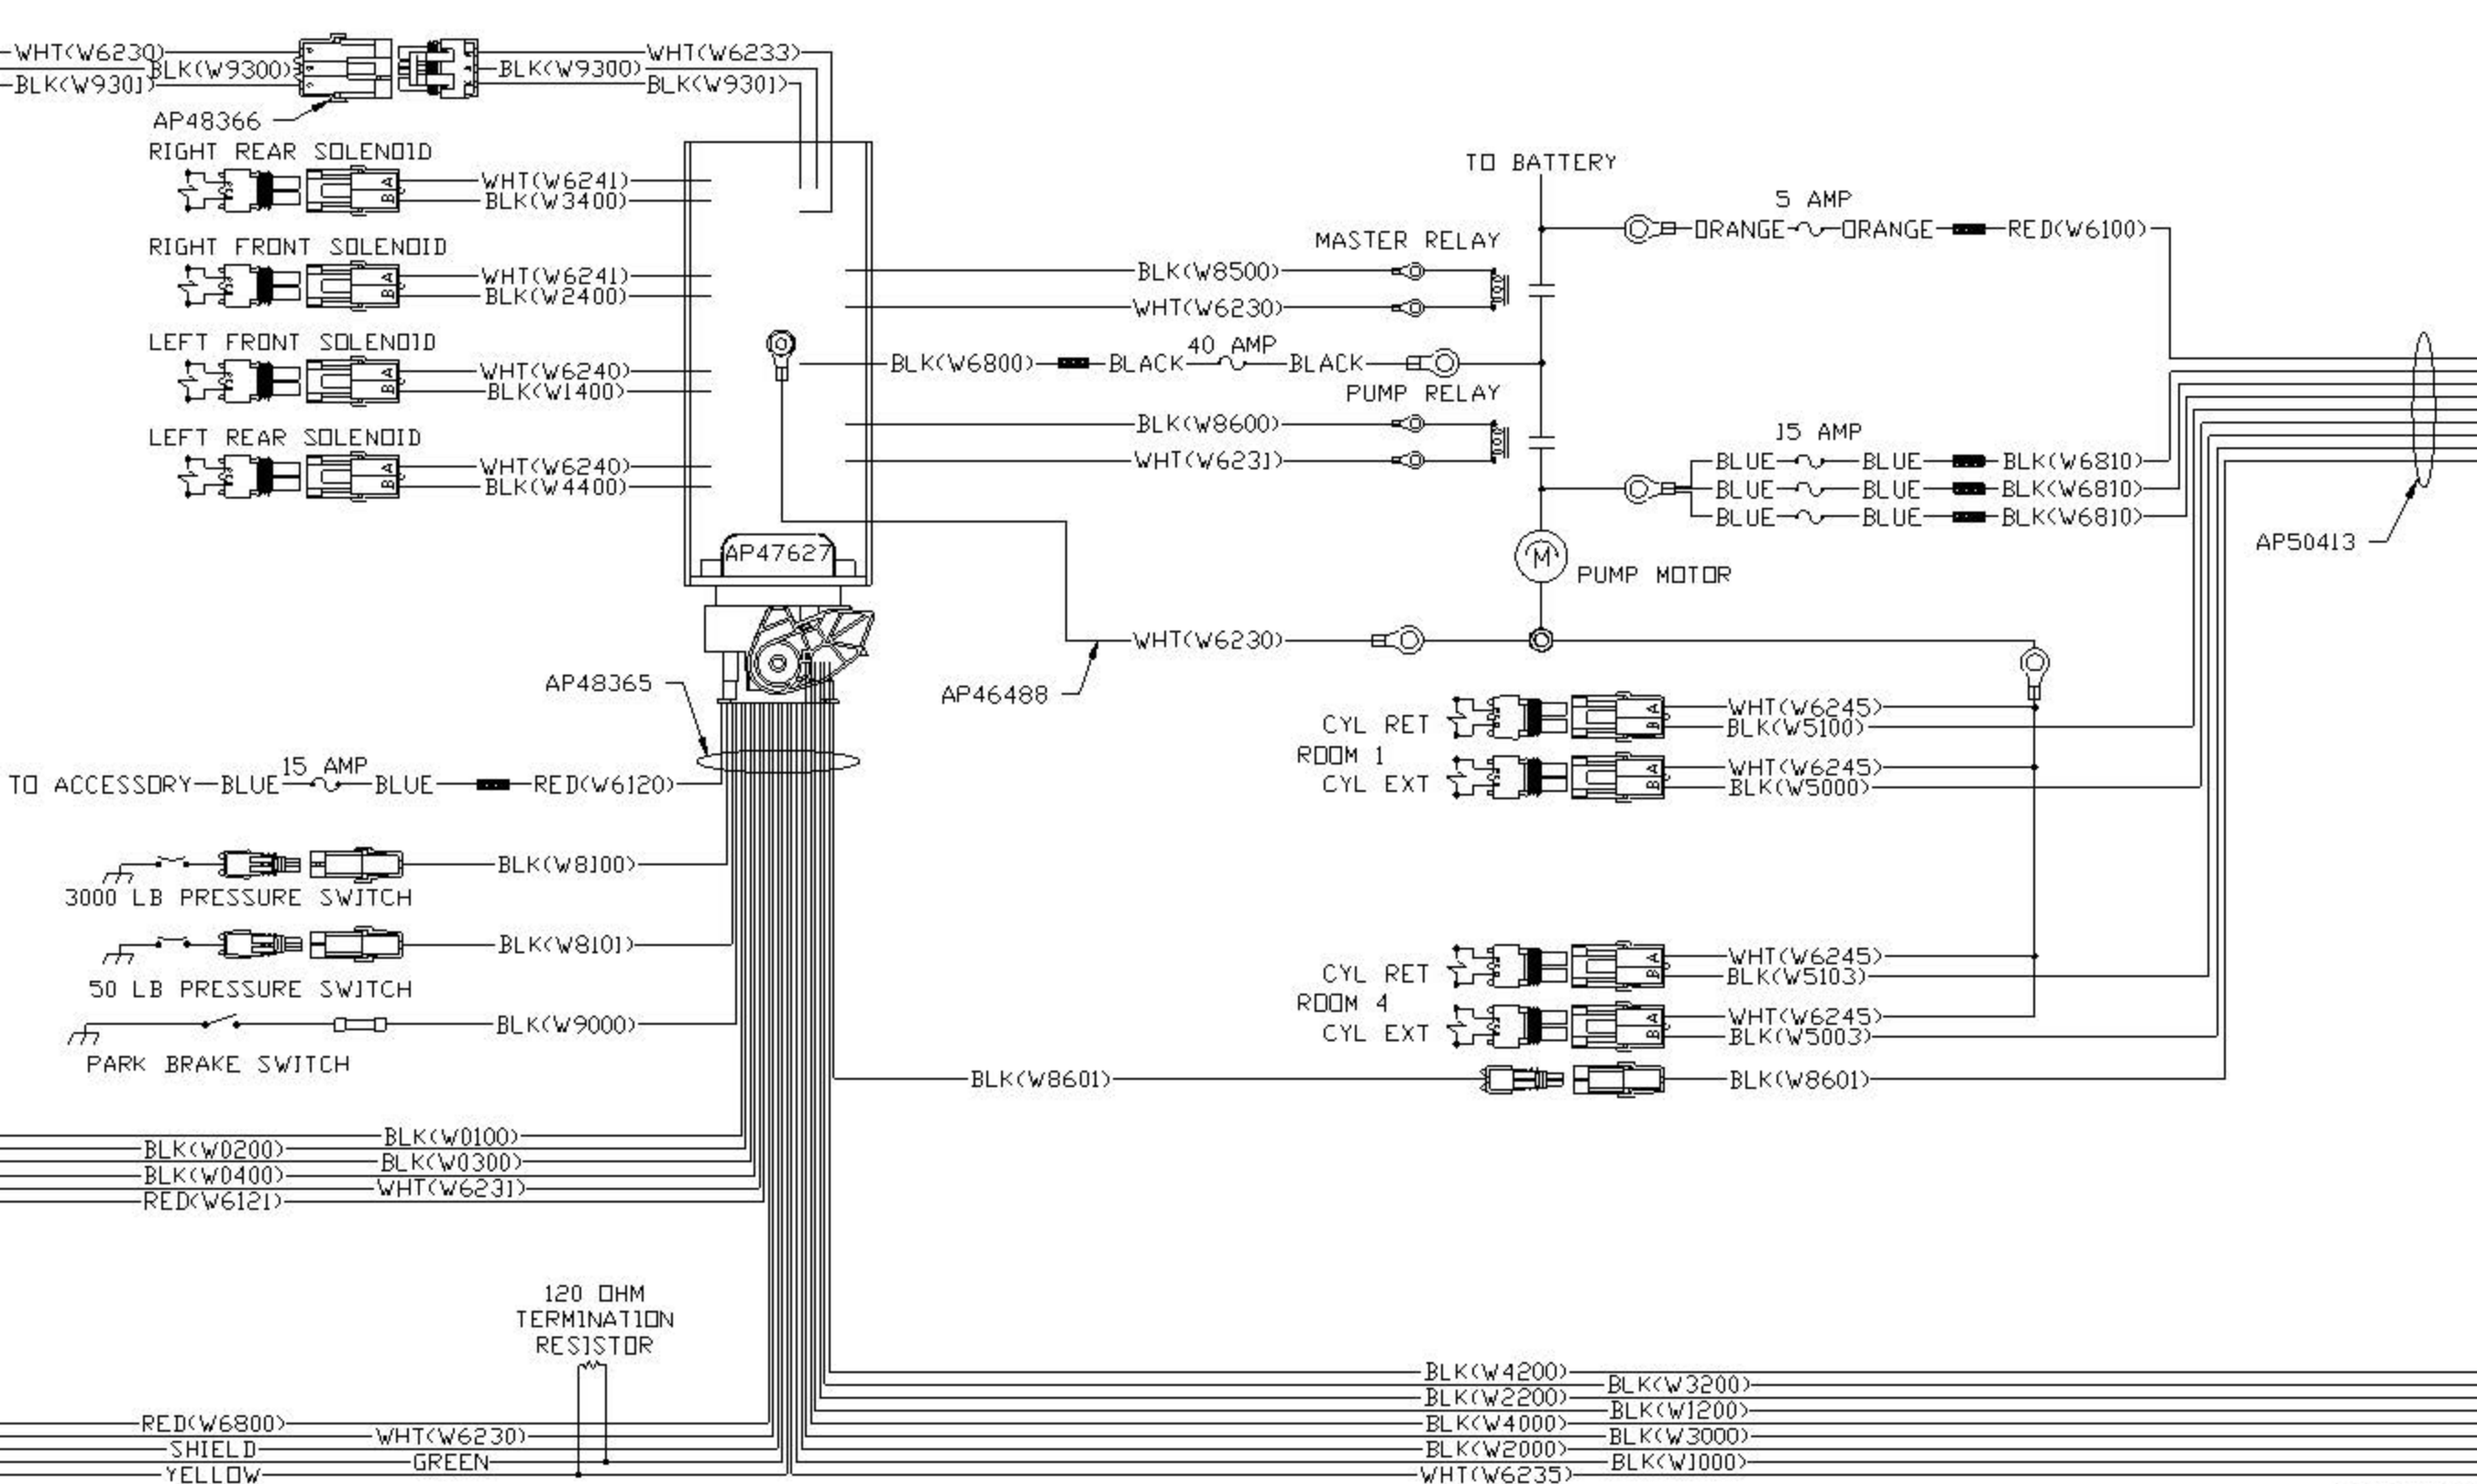 WHT(W6230)
BLK(W9300)
BLK(W9301)
WHT(W6233)
BLK(W9300)
BLK(W9301)
AP48366
RIGHT REAR SOLENOID
A
B
WHT(W6241)
BLK(W3400)
RIGHT FRONT SOLENOID
A
B
WHT(W6241)
BLK(W2400)
LEFT FRONT SOLENOID
A
B
WHT(W6240)
BLK(W1400)
LEFT REAR SOLENOID
A
B
WHT(W6240)
BLK(W4400)
AP47627
TO BATTERY
5 AMP
ORANGE
ORANGE
RED(W6100)
MASTER RELAY
BLK(W8500)
WHT(W6230)
40 AMP
BLK(W6800)
BLACK
BLACK
PUMP RELAY
BLK(W8600)
WHT(W6231)
15 AMP
BLUE
BLUE
BLK(W6810)
BLUE
BLUE
BLK(W6810)
BLUE
BLUE
BLK(W6810)
AP50413
M
PUMP MOTOR
WHT(W6230)
AP46488
AP48365
TO ACCESSORY
BLUE
15 AMP
BLUE
RED(W6120)
BLK(W8100)
3000 LB PRESSURE SWITCH
BLK(W8101)
50 LB PRESSURE SWITCH
BLK(W9000)
PARK BRAKE SWITCH
CYL RET
A
B
WHT(W6245)
BLK(W5100)
ROOM 1
CYL EXT
A
B
WHT(W6245)
BLK(W5000)
CYL RET
A
B
WHT(W6245)
BLK(W5103)
ROOM 4
CYL EXT
A
B
WHT(W6245)
BLK(W5003)
BLK(W8601)
BLK(W8601)
BLK(W0100)
BLK(W0200)
BLK(W0300)
BLK(W0400)
WHT(W6231)
RED(W6121)
120 OHM
TERMINATION
RESISTOR
RED(W6800)
WHT(W6230)
SHIELD
GREEN
YELLOW
BLK(W4200)
BLK(W3200)
BLK(W2200)
BLK(W1200)
BLK(W4000)
BLK(W3000)
BLK(W2000)
BLK(W1000)
WHT(W6235)